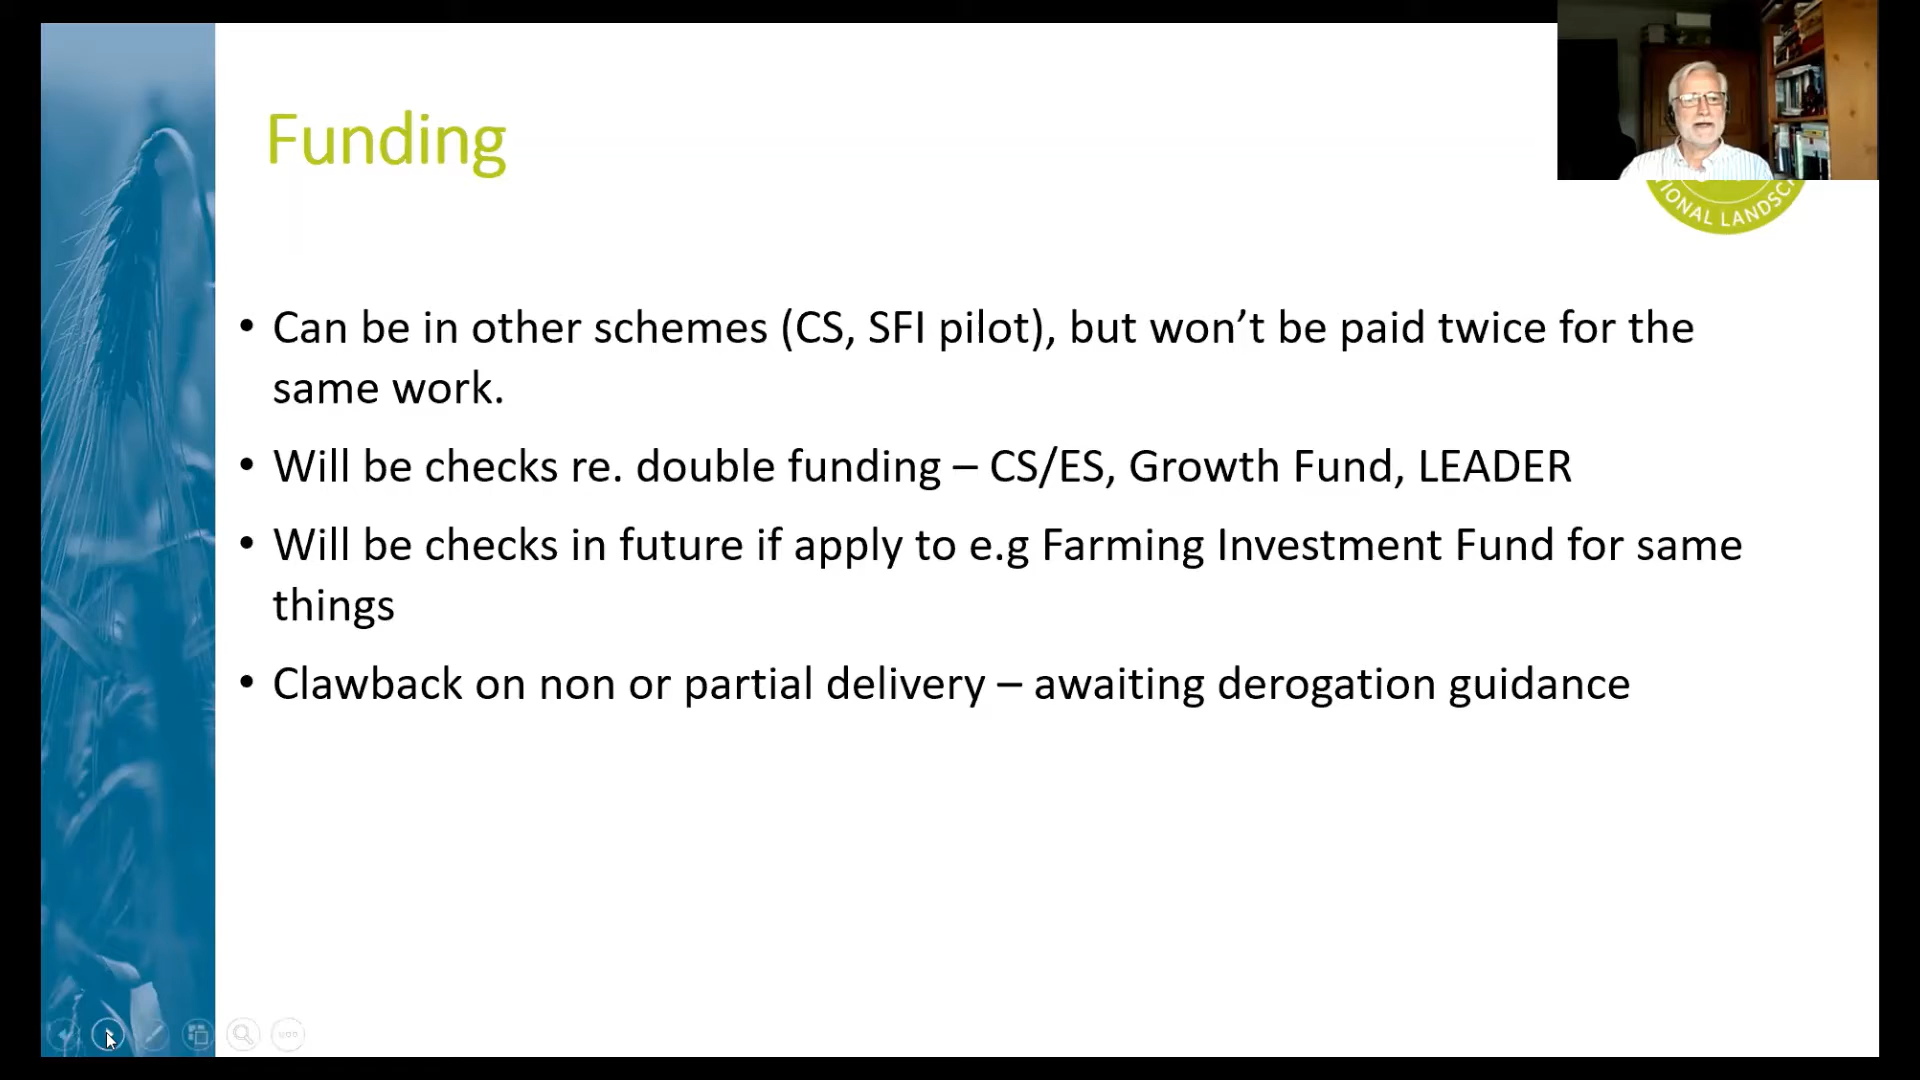 Funding
IONAL LANDSC
• Can be in other schemes (CS, SFI pilot), but won’t be paid twice for the
same work.
• Will be checks re. double funding – CS/ES, Growth Fund, LEADER
• Will be checks in future if apply to e.g Farming Investment Fund for same
things
• Clawback on non or partial delivery – awaiting derogation guidance